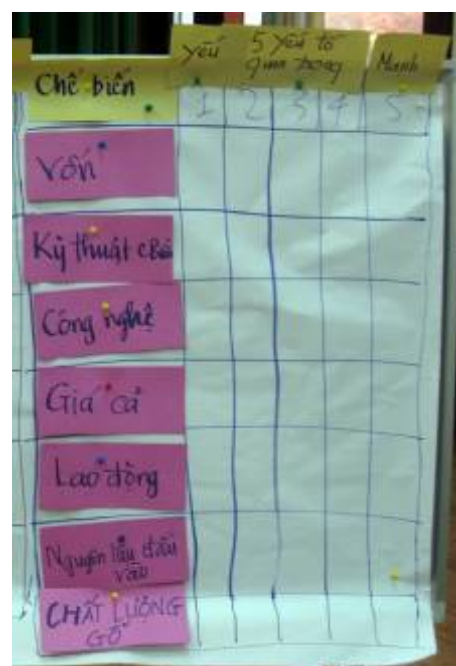 Yếu 5 yếu tố Mạnh
quan trọng
Chế biến
1 2 3 4 5
Vốn
Kỹ thuật chế
Công nghệ
Giá cả
Lao động
Nguyên liệu đầu
vào
CHẤT LƯỢNG
GỖ